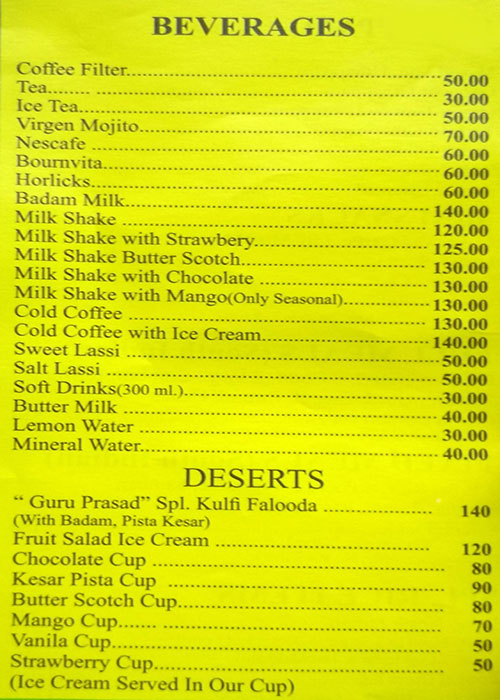 BEVERAGES
Coffee Filter........ 50.00
Tea........ 30.00
Ice Tea........ 50.00
Virgen Mojito........ 70.00
Nescafe ........ 60.00
Bournvita........ 60.00
Horlicks........ 60.00
Badam Milk........ 140.00
Milk Shake ........ 120.00
Milk Shake with Strawbery........ 125.00
Milk Shake Butter Scotch........ 130.00
Milk Shake with Chocolate ........ 130.00
Milk Shake with Mango(Only Seasonal)........ 130.00
Cold Coffee ........ 130.00
Cold Coffee with Ice Cream........ 140.00
Sweet Lassi ........ 50.00
Salt Lassi ........ 50.00
Soft Drinks(300 ml.)........ 30.00
Butter Milk ........ 40.00
Lemon Water ........ 30.00
Mineral Water........ 40.00
DESERTS
“ Guru Prasad” Spl. Kulfi Falooda ........ 140
(With Badam, Pista Kesar)
Fruit Salad Ice Cream ........ 120
Chocolate Cup ........ 80
Kesar Pista Cup ........ 90
Butter Scotch Cup........ 80
Mango Cup........ 70
Vanila Cup........ 50
Strawberry Cup........ 50
(Ice Cream Served In Our Cup)